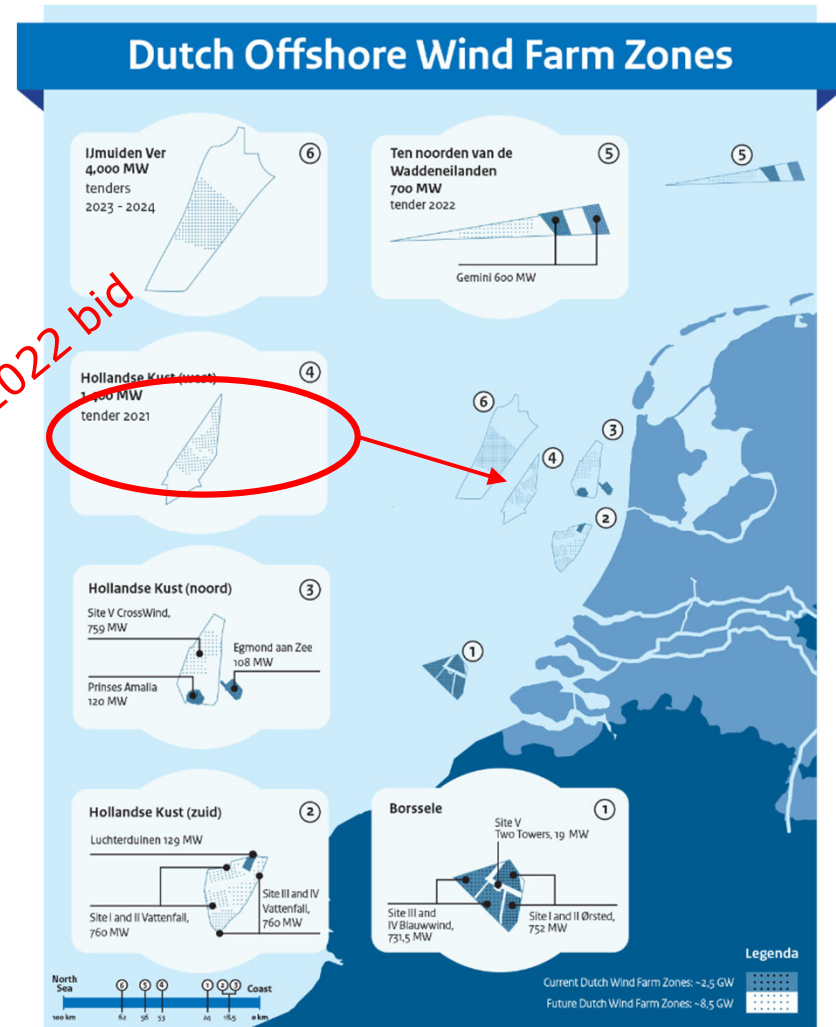 Dutch Offshore Wind Farm Zones
IJmuiden Ver
4,000 MW
tenders
2023 - 2024
6
Ten noorden van de
Waddeneilanden
700 MW
tender 2022
5
Gemini 600 MW
5
2022 bid
Hollandse Kust (west)
1,400 MW
tender 2021
4
6
4
3
2
1
Hollandse Kust (noord)
3
Site V CrossWind,
759 MW
Egmond aan Zee
108 MW
Prinses Amalia
120 MW
Hollandse Kust (zuid)
2
Luchterduinen 129 MW
Site III and IV
Vattenfall,
760 MW
Site I and II Vattenfall,
760 MW
Borssele
1
Site V
Two Towers, 19 MW
Site III and
IV Blauwwind,
731,5 MW
Site I and II Ørsted,
752 MW
Legenda
Current Dutch Wind Farm Zones: ~2,5 GW
Future Dutch Wind Farm Zones: ~8,5 GW
North
Sea
6 5 4 1 2 3
Coast
100 km 62 56 53 24 18,5 0 km